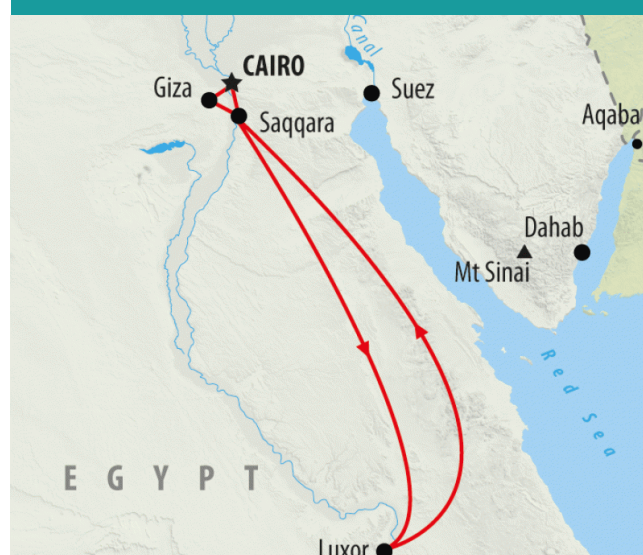 Canal
CAIRO
Giza
Suez
Saqqara
Aqaba
Dahab
Mt Sinai
Red Sea
EGYPT
Luxor